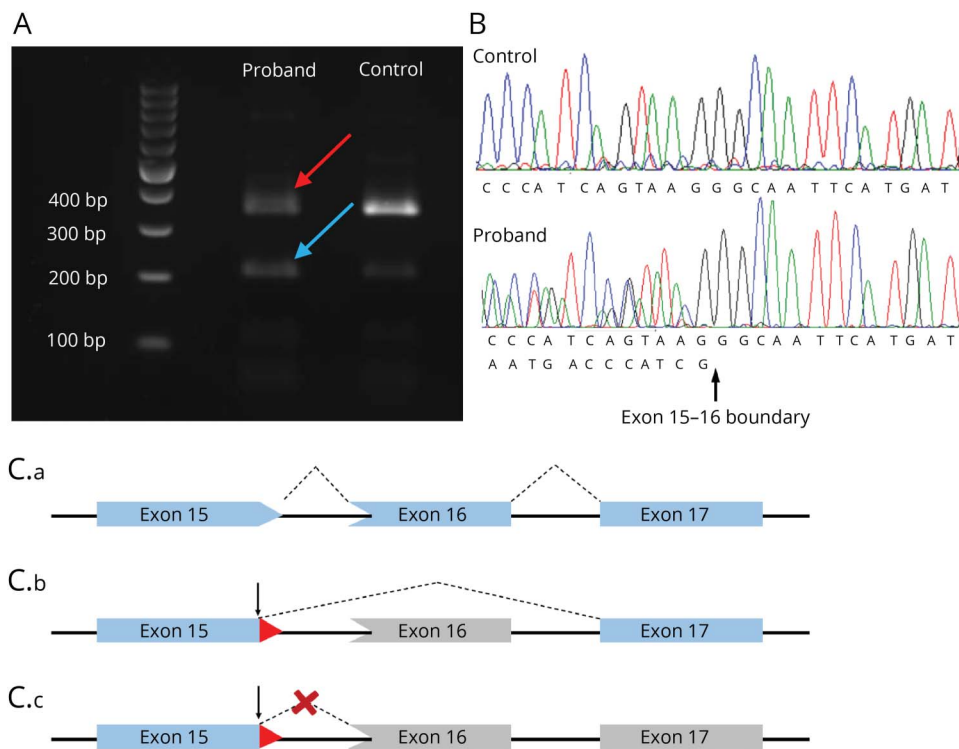 A
Proband
Control
400 bp
300 bp
200 bp
100 bp
B
Control
C C C A T C A G T A A G G G C A A T T C A T G A T
Proband
C C C A T C A G T A A G G G C A A T T C A T G A T
A A T G A C C C A T C G
Exon 15–16 boundary
C.a
Exon 15
Exon 16
Exon 17
C.b
Exon 15
Exon 16
Exon 17
C.c
Exon 15
Exon 16
Exon 17